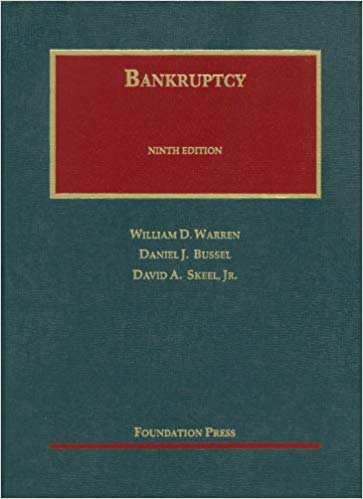 BANKRUPTCY
NINTH EDITION
WILLIAM D. WARREN
DANIEL J. BUSSEL
DAVID A. SKEEL, JR.
FOUNDATION PRESS